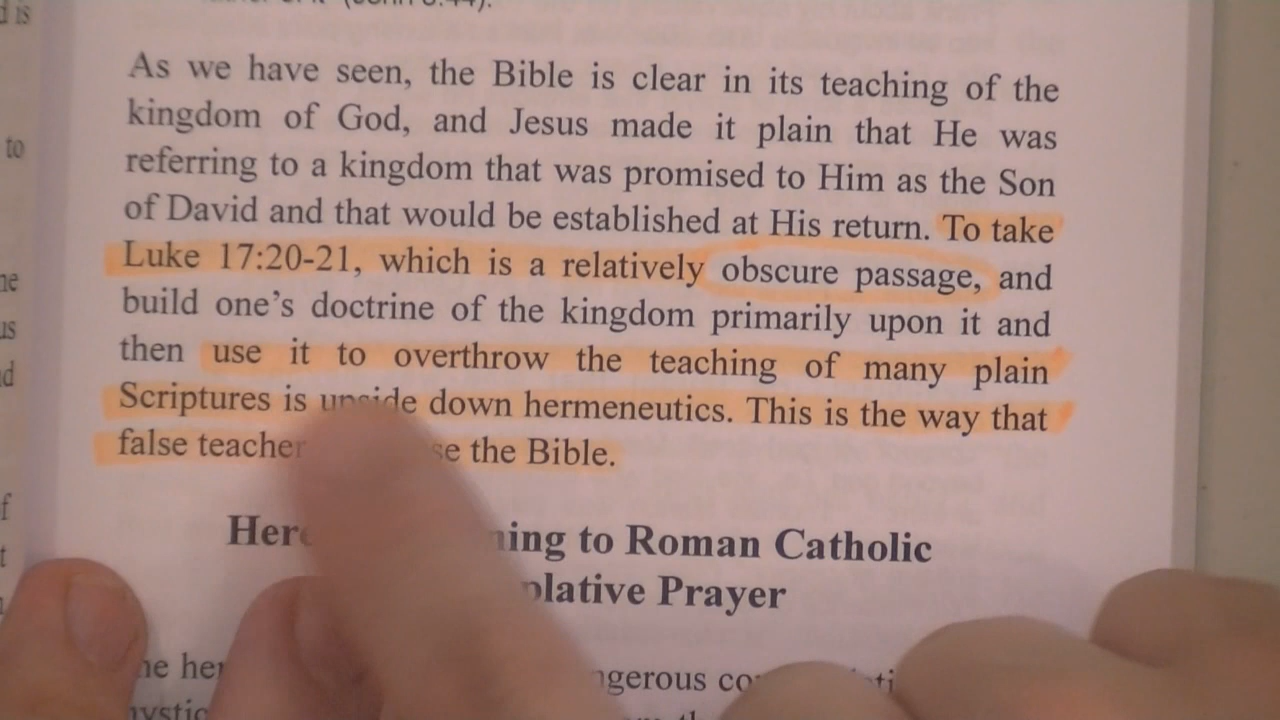 As we have seen, the Bible is clear in its teaching of the
kingdom of God, and Jesus made it plain that He was
referring to a kingdom that was promised to Him as the Son
of David and that would be established at His return. To take
Luke 17:20-21, which is a relatively obscure passage, and
build one's doctrine of the kingdom primarily upon it and
then use it to overthrow the teaching of many plain
Scriptures is upside down hermeneutics. This is the way that
false the Bible.
to Roman Catholic
Prayer